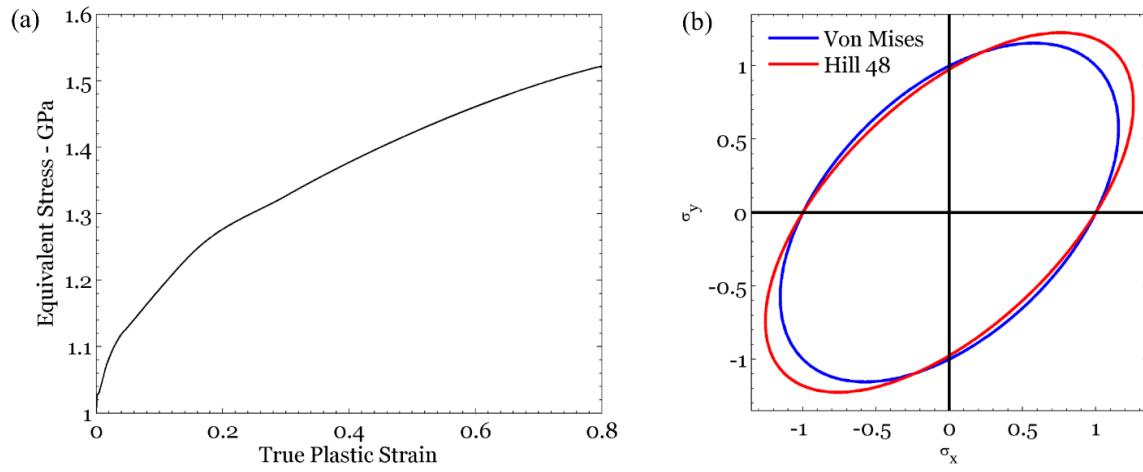 (a)
1.6
1.5
1.4
1.3
1.2
1.1
1
0 0.2 0.4 0.6 0.8
True Plastic Strain
Equivalent Stress - GPa
(b)
Von Mises
Hill 48
1
0.5
0
-0.5
-1
-1 -0.5 0 0.5 1
σx
σy